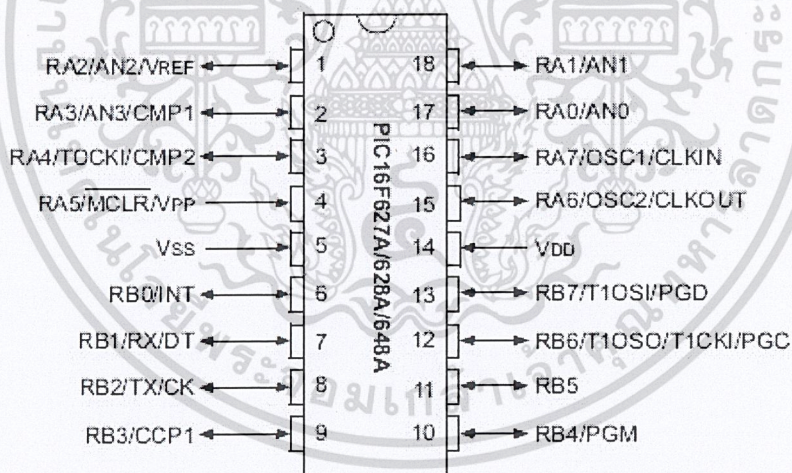 RA2/AN2/VREF 1 18 RA1/AN1
RA3/AN3/CMP1 2 17 RA0/AN0
RA4/TOCKI/CMP2 3 16 RA7/OSC1/CLKIN
RA5/MCLR/VPP 4 15 RA6/OSC2/CLKOUT
VSS 5 14 VDD
RB0/INT 6 13 RB7/T1OSI/PGD
RB1/RX/DT 7 12 RB6/T1OSO/T1CKI/PGC
RB2/TX/CK 8 11 RB5
RB3/CCP1 9 10 RB4/PGM
PIC16F627A/628A/648A